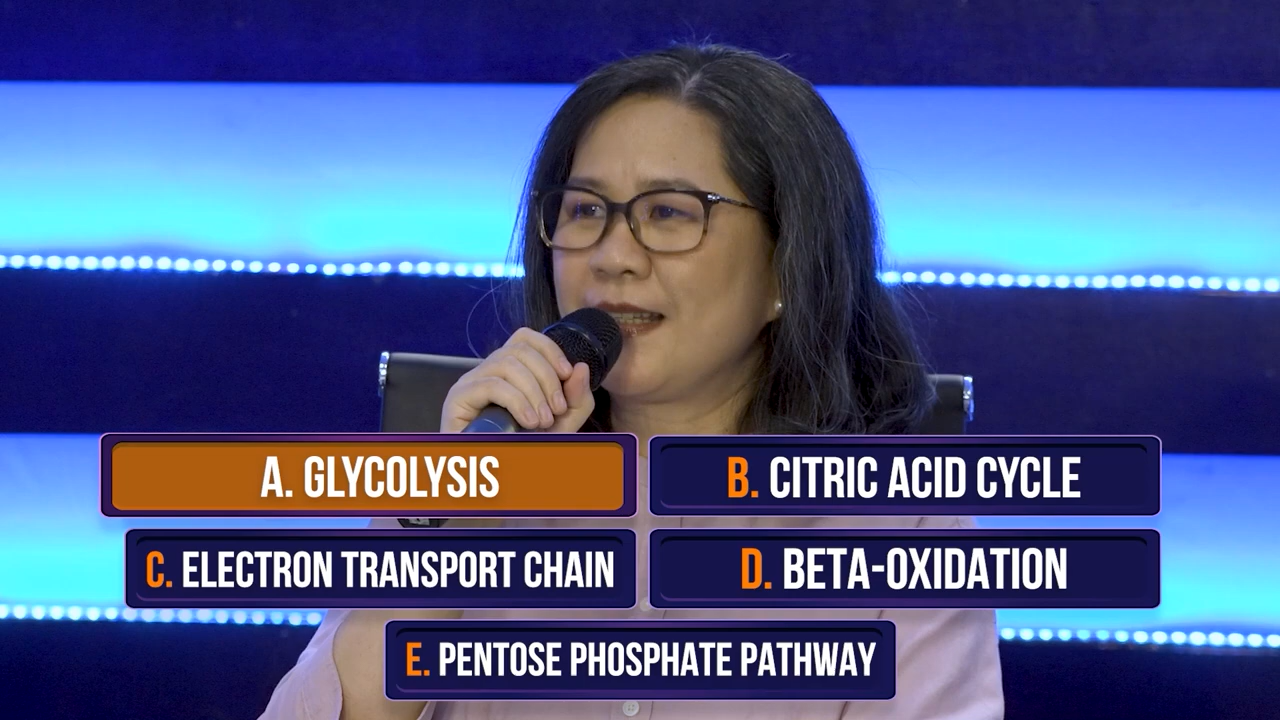 A. GLYCOLYSIS
B. CITRIC ACID CYCLE
C. ELECTRON TRANSPORT CHAIN
D. BETA-OXIDATION
E. PENTOSE PHOSPHATE PATHWAY